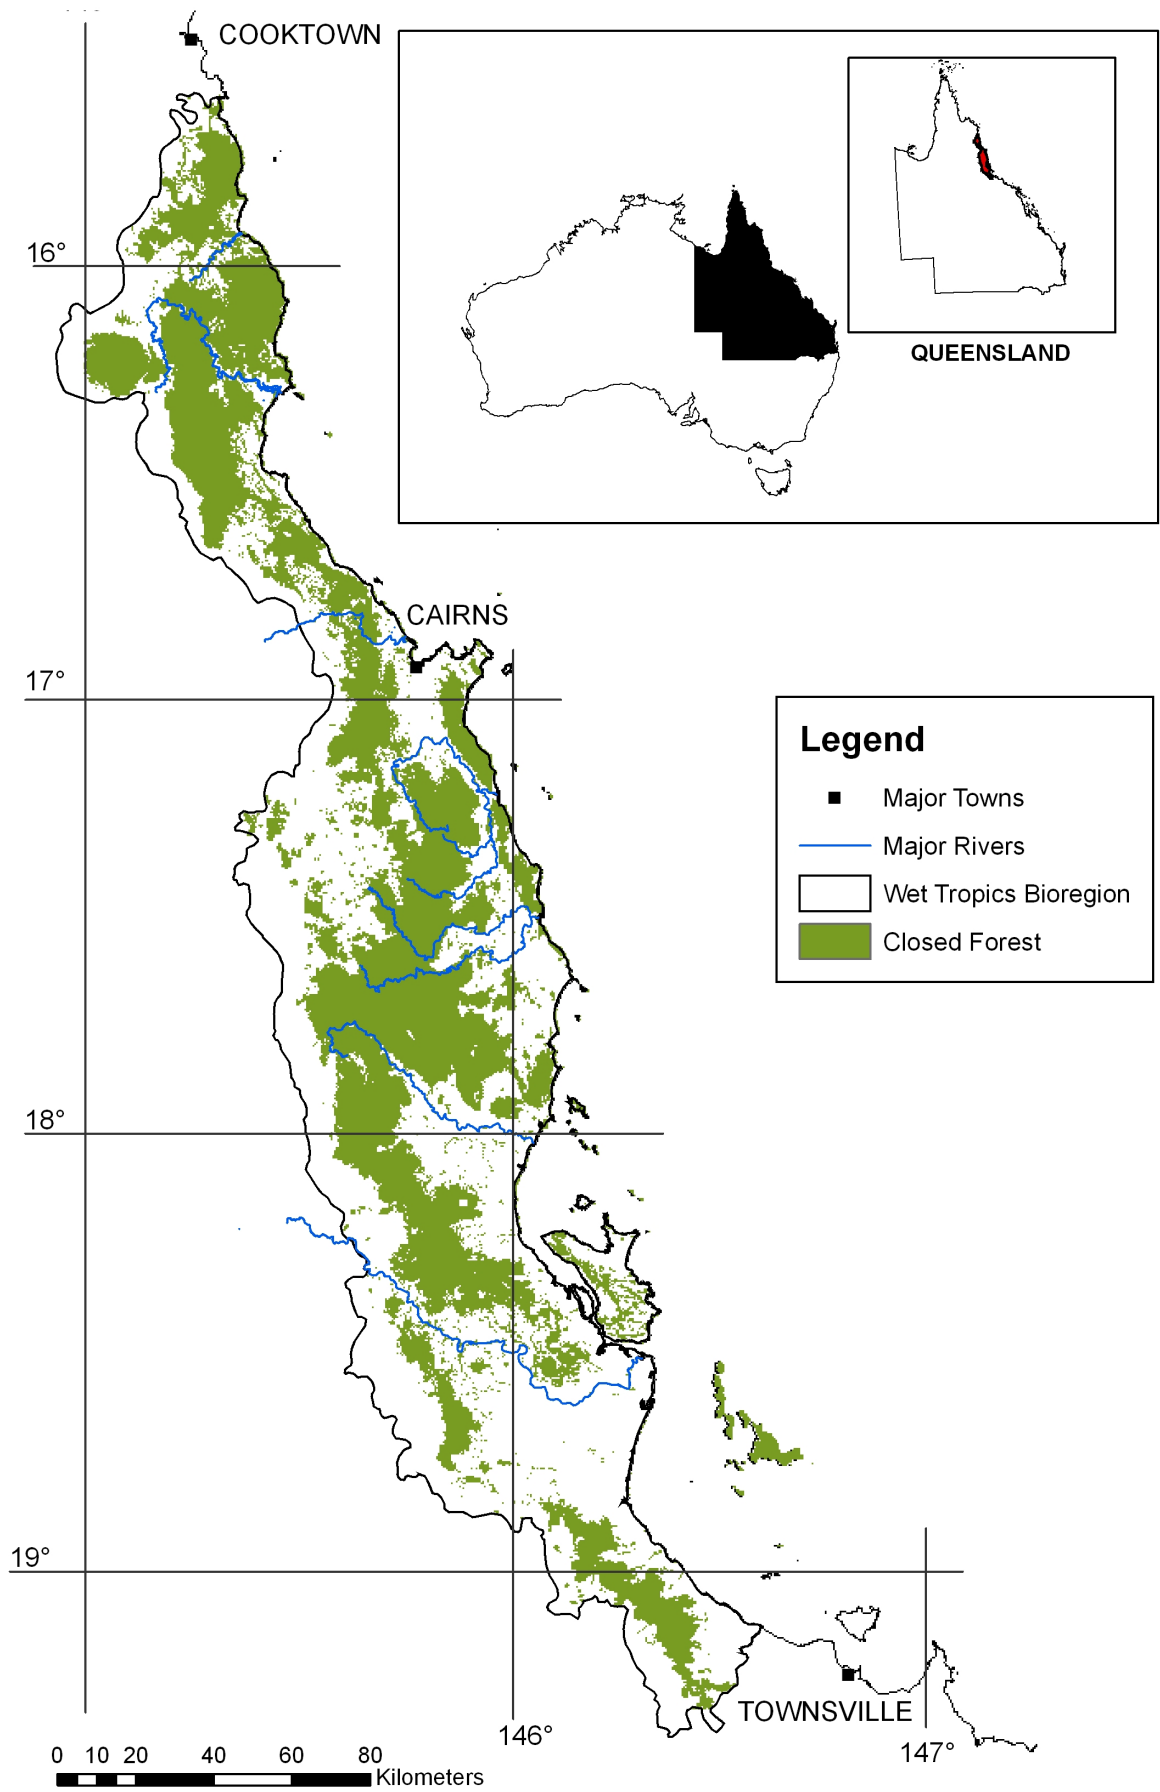 COOKTOWN
QUEENSLAND
16°
CAIRNS
17°
Legend
Major Towns
Major Rivers
Wet Tropics Bioregion
Closed Forest
18°
19°
TOWNSVILLE
146°
147°
0 10 20 40 60 80
Kilometers